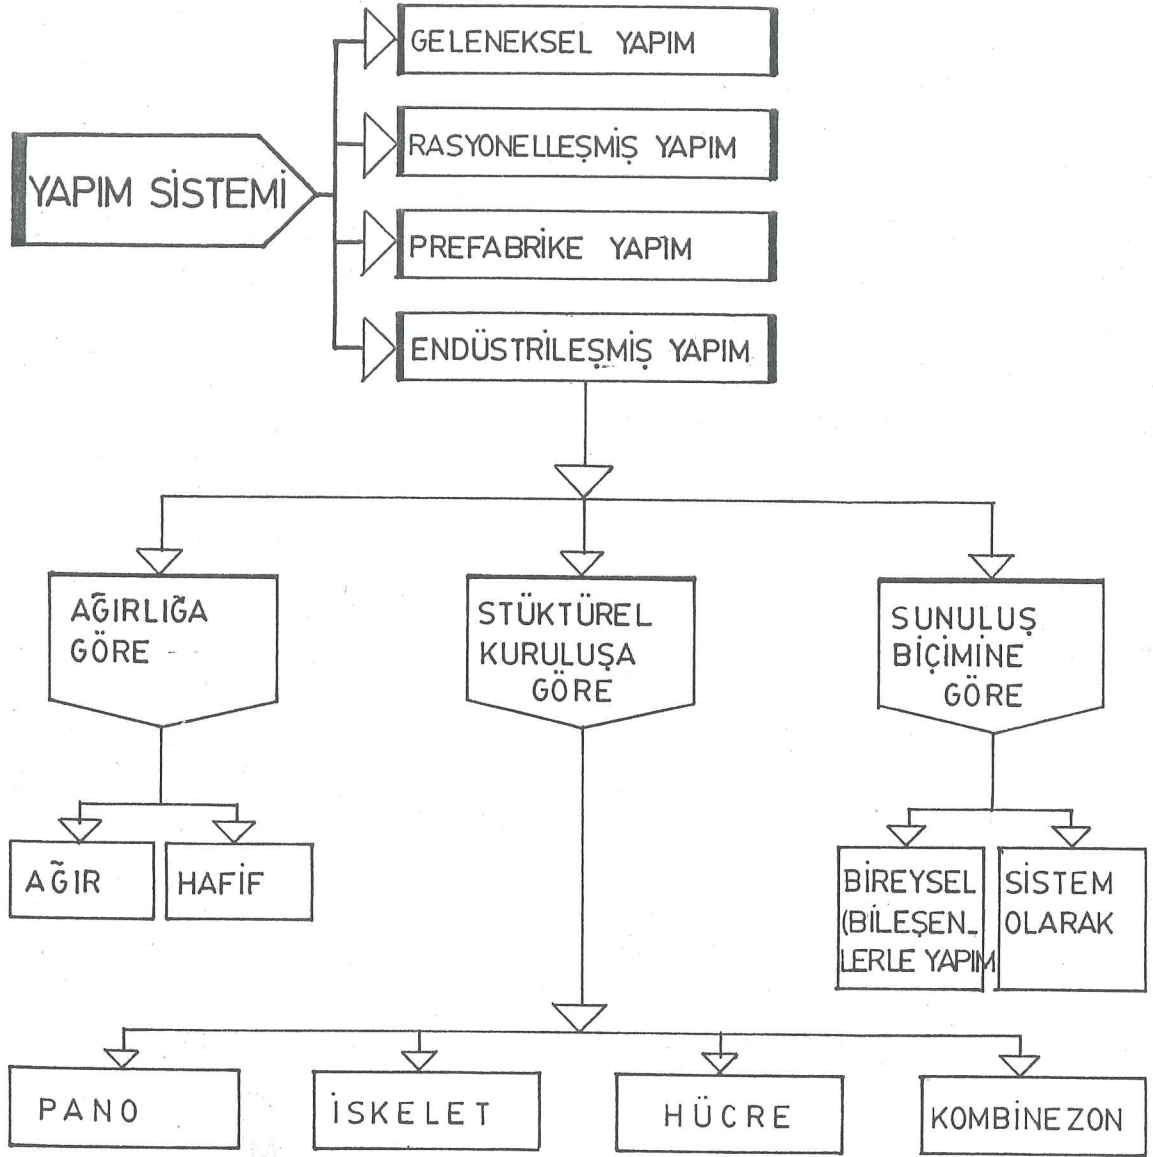 GELENEKSEL YAPIM
RASYONELLEŞMİŞ YAPIM
YAPIM SİSTEMİ
PREFABRİKE YAPIM
ENDÜSTRİLEŞMİŞ YAPIM
AĞIRLIĞA
GÖRE
STÜKTÜREL
KURULUŞA
GÖRE
SUNULUŞ
BİÇİMİNE
GÖRE
AĞIR
HAFİF
BİREYSEL
(BİLEŞEN_
LERLE YAPIM
SİSTEM
OLARAK
PANO
İSKELET
HÜCRE
KOMBİNEZON